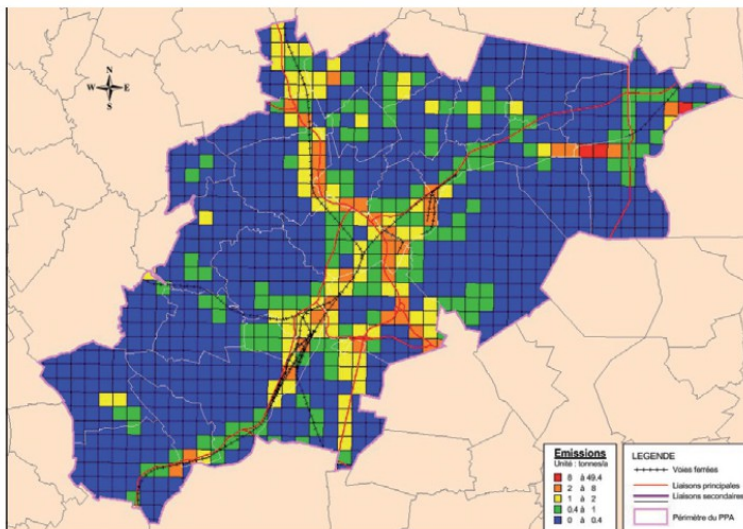 N
W E
S
Emissions
Unité : tonnes/a
8 à 49.4
2 à 8
1 à 2
0.4 à 1
0 à 0.4
LEGENDE
Voies ferrées
Liaisons principales
Liaisons secondaires
Périmètre du PPA